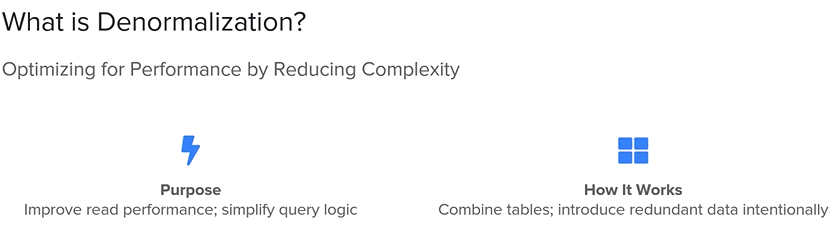 What is Denormalization?
Optimizing for Performance by Reducing Complexity
Purpose
Improve read performance; simplify query logic
How It Works
Combine tables; introduce redundant data intentionally